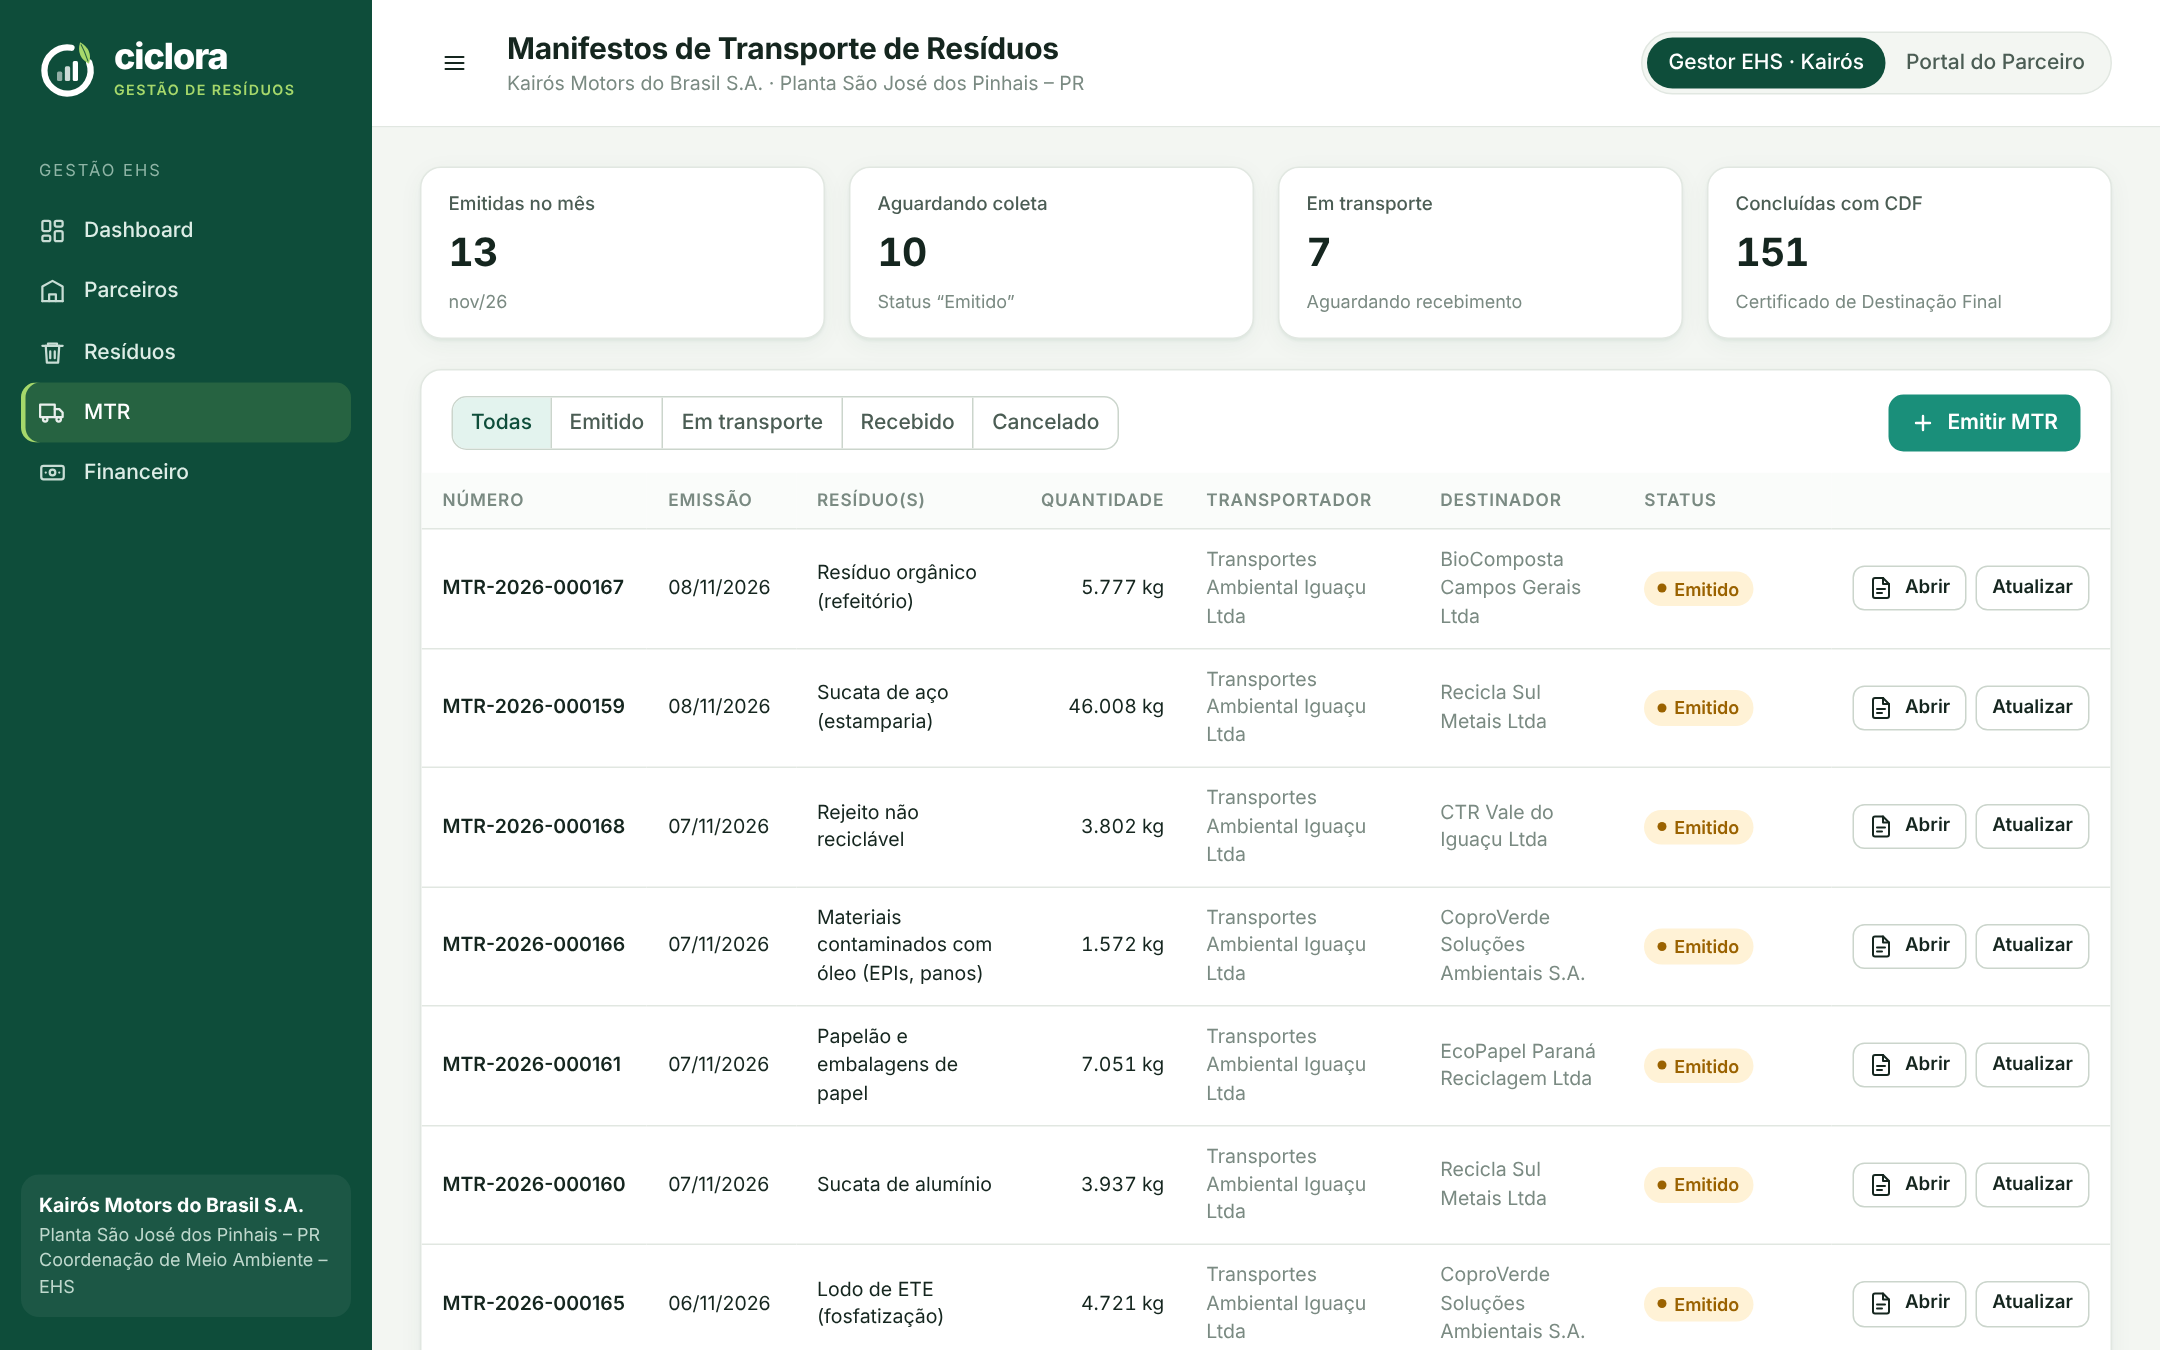 ciclora
GESTÃO DE RESÍDUOS
GESTÃO EHS
Dashboard
Parceiros
Resíduos
MTR
Financeiro
Kairós Motors do Brasil S.A.
Planta São José dos Pinhais – PR
Coordenação de Meio Ambiente –
EHS
Manifestos de Transporte de Resíduos
Kairós Motors do Brasil S.A. · Planta São José dos Pinhais – PR
Gestor EHS · Kairós
Portal do Parceiro
Emitidas no mês
13
nov/26
Aguardando coleta
10
Status “Emitido”
Em transporte
7
Aguardando recebimento
Concluídas com CDF
151
Certificado de Destinação Final
Todas
Emitido
Em transporte
Recebido
Cancelado
+ Emitir MTR
NÚMERO
EMISSÃO
RESÍDUO(S)
QUANTIDADE
TRANSPORTADOR
DESTINADOR
STATUS
MTR-2026-000167
08/11/2026
Resíduo orgânico
(refeitório)
5.777 kg
Transportes
Ambiental Iguaçu
Ltda
BioComposta
Campos Gerais
Ltda
Emitido
Abrir
Atualizar
MTR-2026-000159
08/11/2026
Sucata de aço
(estamparia)
46.008 kg
Transportes
Ambiental Iguaçu
Ltda
Recicla Sul
Metais Ltda
Emitido
Abrir
Atualizar
MTR-2026-000168
07/11/2026
Rejeito não
reciclável
3.802 kg
Transportes
Ambiental Iguaçu
Ltda
CTR Vale do
Iguaçu Ltda
Emitido
Abrir
Atualizar
MTR-2026-000166
07/11/2026
Materiais
contaminados com
óleo (EPIs, panos)
1.572 kg
Transportes
Ambiental Iguaçu
Ltda
CoproVerde
Soluções
Ambientais S.A.
Emitido
Abrir
Atualizar
MTR-2026-000161
07/11/2026
Papelão e
embalagens de
papel
7.051 kg
Transportes
Ambiental Iguaçu
Ltda
EcoPapel Paraná
Reciclagem Ltda
Emitido
Abrir
Atualizar
MTR-2026-000160
07/11/2026
Sucata de alumínio
3.937 kg
Transportes
Ambiental Iguaçu
Ltda
Recicla Sul
Metais Ltda
Emitido
Abrir
Atualizar
MTR-2026-000165
06/11/2026
Lodo de ETE
(fosfatização)
4.721 kg
Transportes
Ambiental Iguaçu
Ltda
CoproVerde
Soluções
Ambientais S.A.
Emitido
Abrir
Atualizar